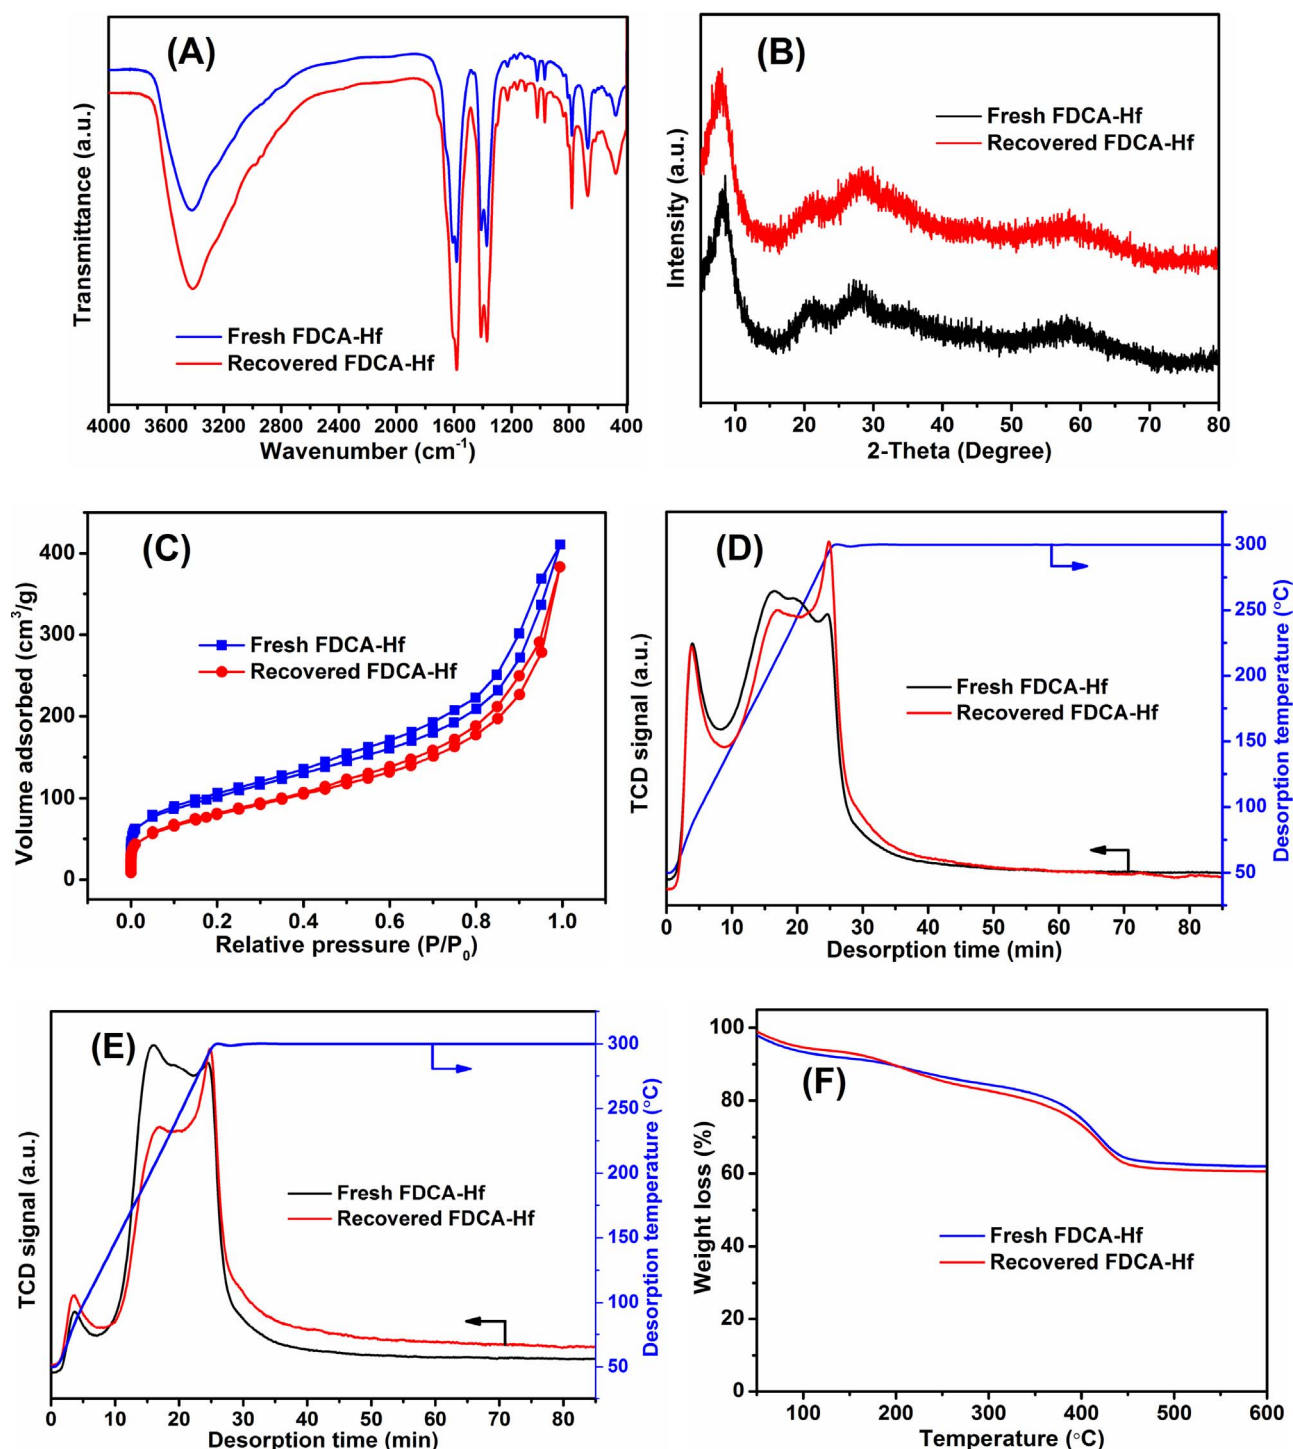 (A)
Transmittance (a.u.)
Fresh FDCA-Hf
Recovered FDCA-Hf
4000 3600 3200 2800 2400 2000 1600 1200 800 400
Wavenumber (cm⁻¹)
(B)
Intensity (a.u.)
Fresh FDCA-Hf
Recovered FDCA-Hf
10 20 30 40 50 60 70 80
2-Theta (Degree)
(C)
Volume adsorbed (cm³/g)
400
300
200
100
0
Fresh FDCA-Hf
Recovered FDCA-Hf
0.0 0.2 0.4 0.6 0.8 1.0
Relative pressure (P/P₀)
(D)
TCD signal (a.u.)
Fresh FDCA-Hf
Recovered FDCA-Hf
300
250
200
150
100
50
Desorption temperature (°C)
0 10 20 30 40 50 60 70 80
Desorption time (min)
(E)
TCD signal (a.u.)
Fresh FDCA-Hf
Recovered FDCA-Hf
300
250
200
150
100
50
Desorption temperature (°C)
0 10 20 30 40 50 60 70 80
Desorption time (min)
(F)
Weight loss (%)
100
80
60
40
20
0
Fresh FDCA-Hf
Recovered FDCA-Hf
100 200 300 400 500 600
Temperature (°C)